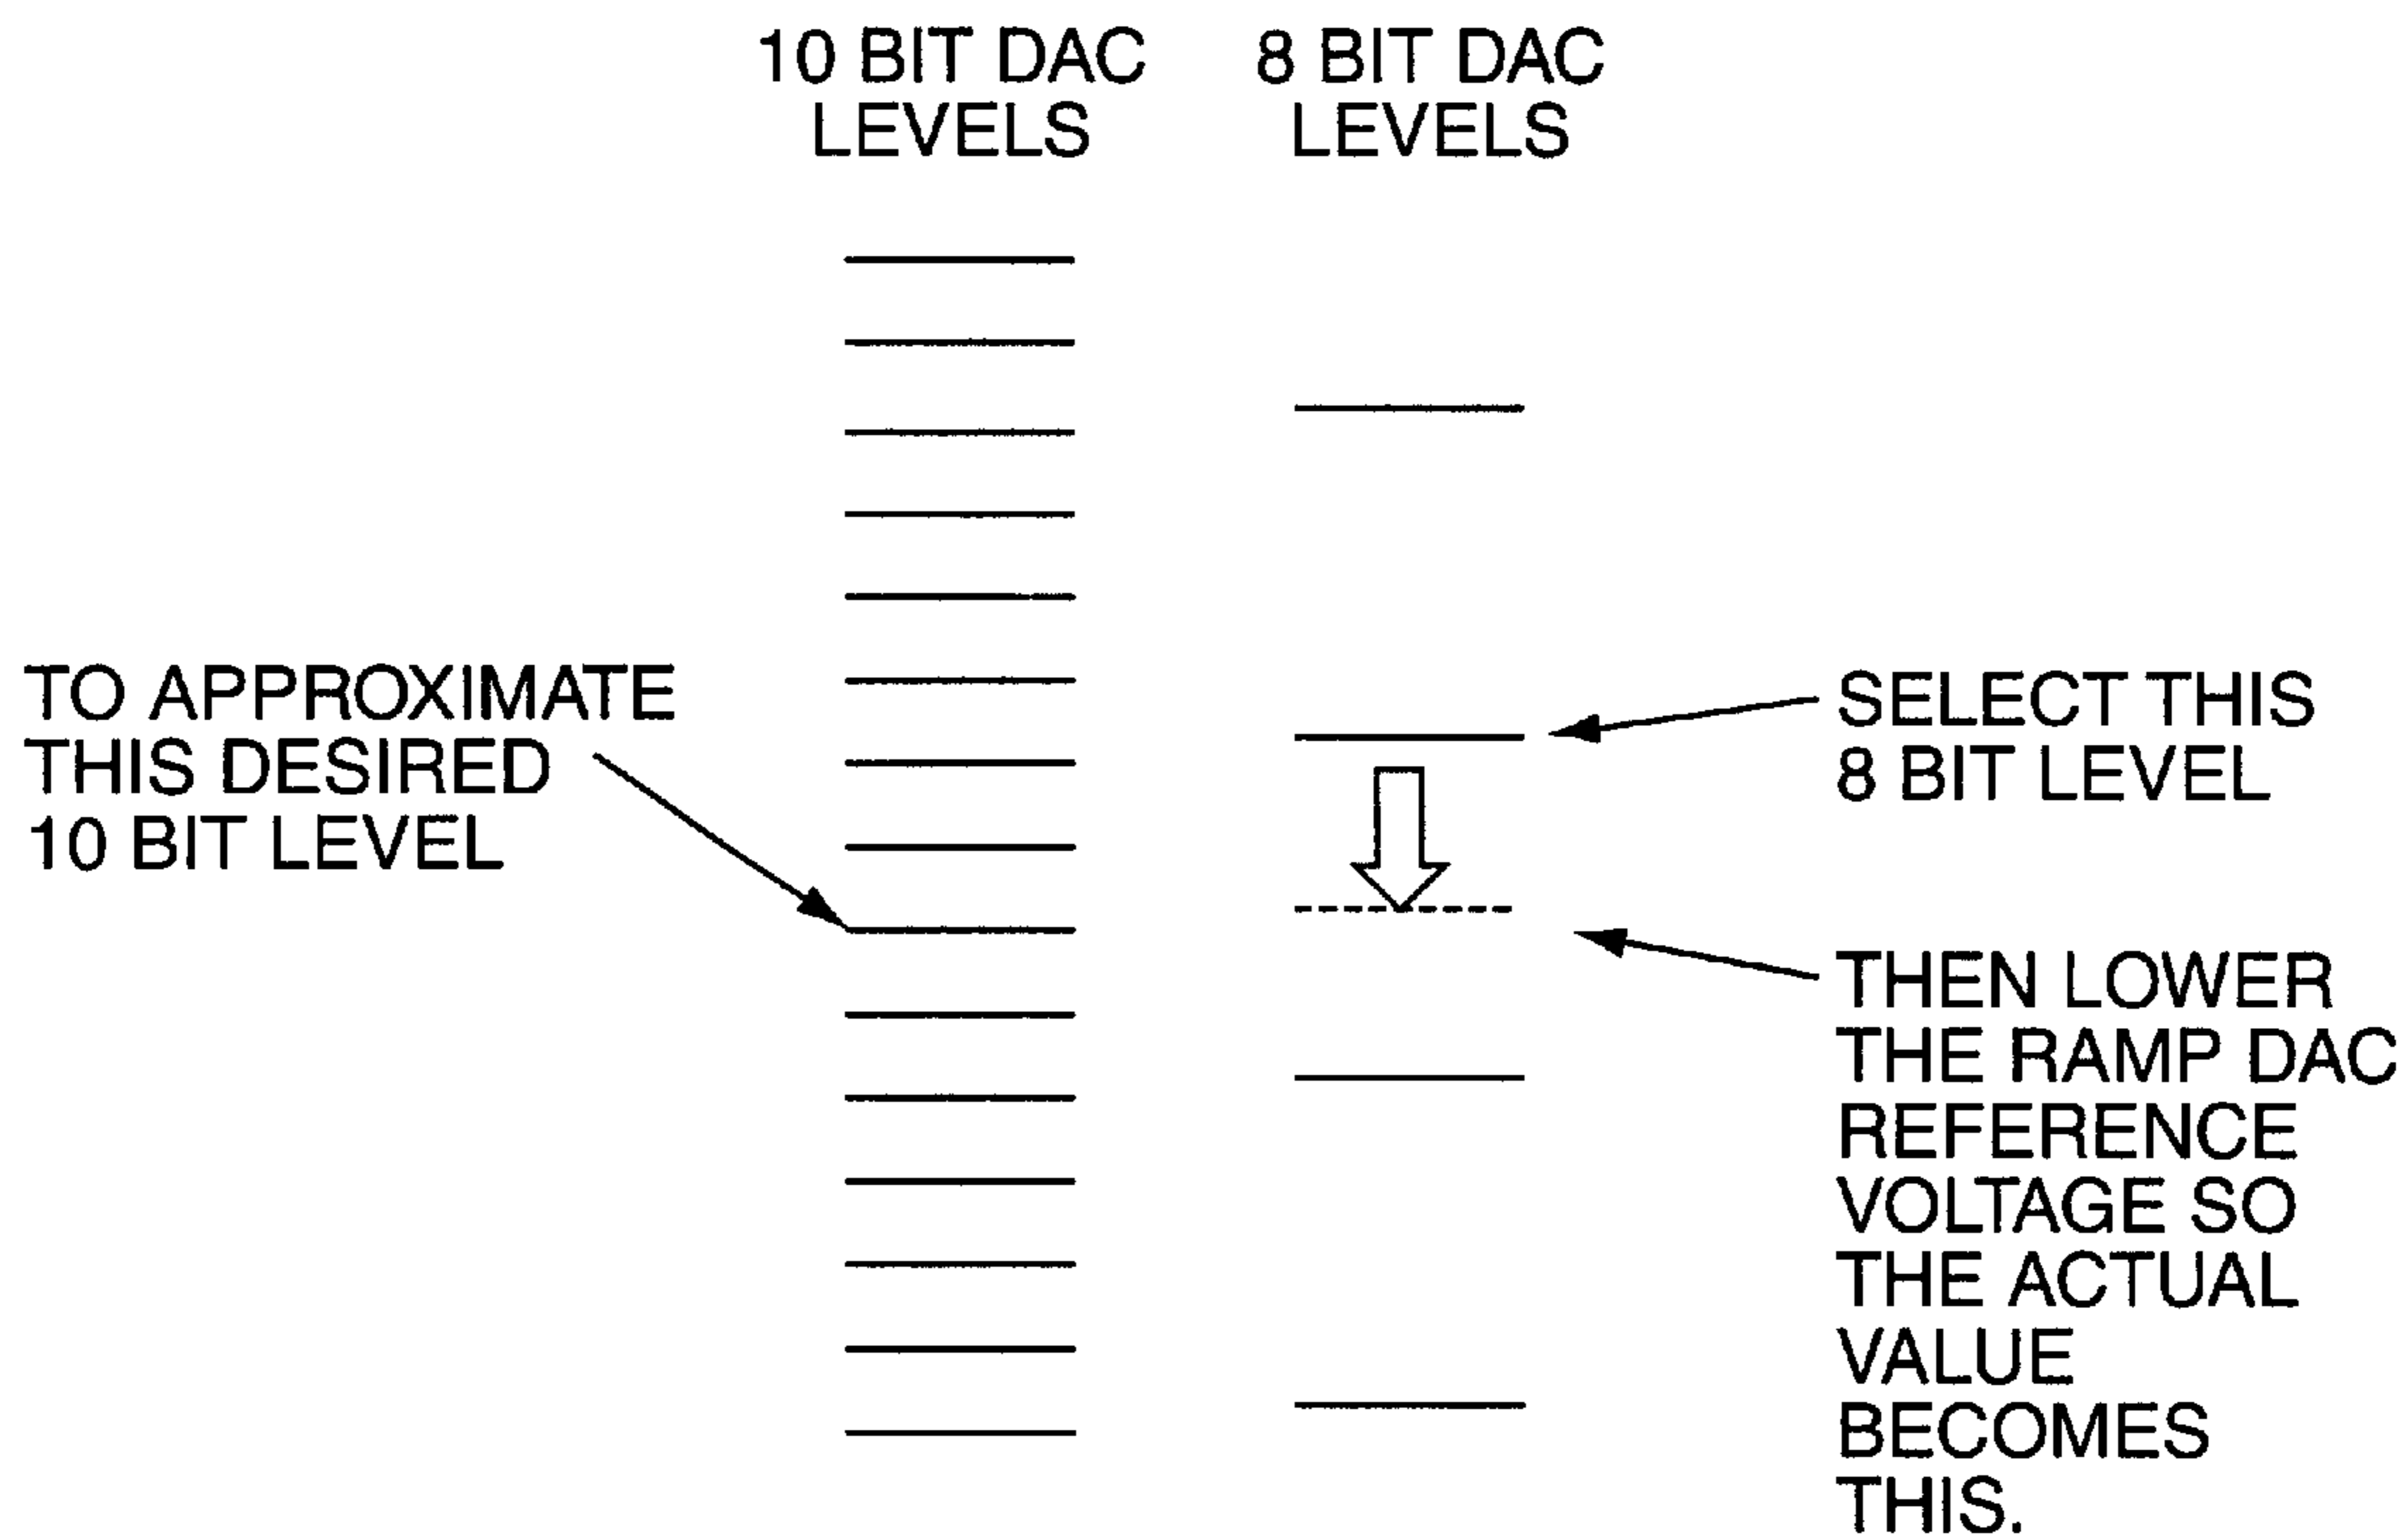 10 BIT DAC
LEVELS
8 BIT DAC
LEVELS
TO APPROXIMATE
THIS DESIRED
10 BIT LEVEL
SELECT THIS
8 BIT LEVEL
THEN LOWER
THE RAMP DAC
REFERENCE
VOLTAGE SO
THE ACTUAL
VALUE
BECOMES
THIS.